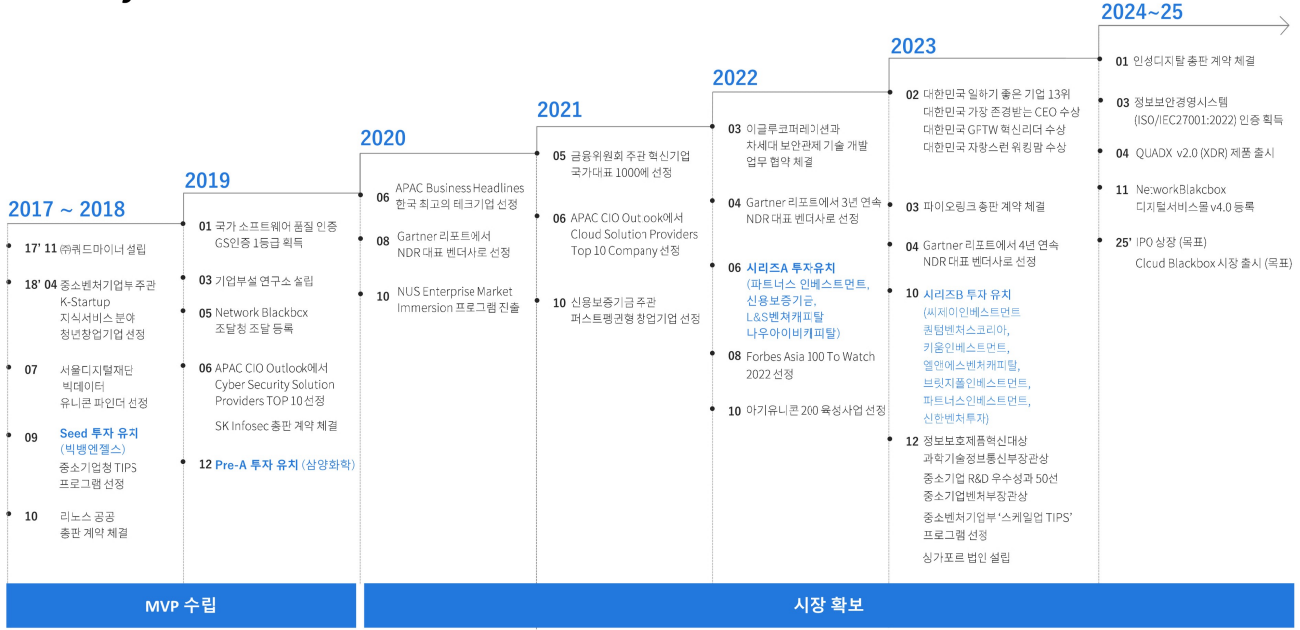 2017 ~ 2018
17' 11 ㈜쿼드마이너 설립
18' 04 중소벤처기업부 주관
K-Startup
지식서비스 분야
청년창업기업 선정
07 서울디지털재단
빅데이터
유니콘 파인더 선정
09 Seed 투자 유치
(빅뱅엔젤스)
중소기업청 TIPS
프로그램 선정
10 리노스 공공
총판 계약 체결
2019
01 국가 소프트웨어 품질 인증
GS인증 1등급 획득
03 기업부설 연구소 설립
05 Network Blackbox
조달청 조달 등록
06 APAC CIO Outlook에서
Cyber Security Solution
Providers TOP 10 선정
SK Infosec 총판 계약 체결
12 Pre-A 투자 유치 (삼양화학)
2020
06 APAC Business Headlines
한국 최고의 테크기업 선정
08 Gartner 리포트에서
NDR 대표 벤더사로 선정
10 NUS Enterprise Market
Immersion 프로그램 진출
2021
05 금융위원회 주관 혁신기업
국가대표 1000에 선정
06 APAC CIO Outlook에서
Cloud Solution Providers
Top 10 Company 선정
10 신용보증기금 주관
퍼스트펭귄형 창업기업 선정
2022
03 이글루코퍼레이션과
차세대 보안관제 기술 개발
업무 협약 체결
04 Gartner 리포트에서 3년 연속
NDR 대표 벤더사로 선정
06 시리즈A 투자유치
(파트너스 인베스트먼트,
신용보증기금,
L&S벤쳐캐피탈
나우아이비캐피탈)
08 Forbes Asia 100 To Watch
2022 선정
10 아기유니콘 200 육성사업 선정
2023
02 대한민국 일하기 좋은 기업 13위
대한민국 가장 존경받는 CEO 수상
대한민국 GFTW 혁신리더 수상
대한민국 자랑스런 워킹맘 수상
03 파이오링크 총판 계약 체결
04 Gartner 리포트에서 4년 연속
NDR 대표 벤더사로 선정
10 시리즈B 투자 유치
(씨제이인베스트먼트
퀀텀벤처스코리아,
키움인베스트먼트,
엘앤에스벤처캐피탈,
브릿지폴인베스트먼트,
파트너스인베스트먼트,
신한벤처투자)
12 정보보호제품혁신대상
과학기술정보통신부장관상
중소기업 R&D 우수성과 50선
중소기업벤처부장관상
중소벤처기업부 ‘스케일업 TIPS’
프로그램 선정
싱가포르 법인 설립
2024~25
01 인성디지탈 총판 계약 체결
03 정보보안경영시스템
(ISO/IEC27001:2022) 인증 획득
04 QUADX v2.0 (XDR) 제품 출시
11 NetworkBlakcbox
디지털서비스몰 v4.0 등록
25' IPO 상장 (목표)
Cloud Blackbox 시장 출시 (목표)
MVP 수립
시장 확보